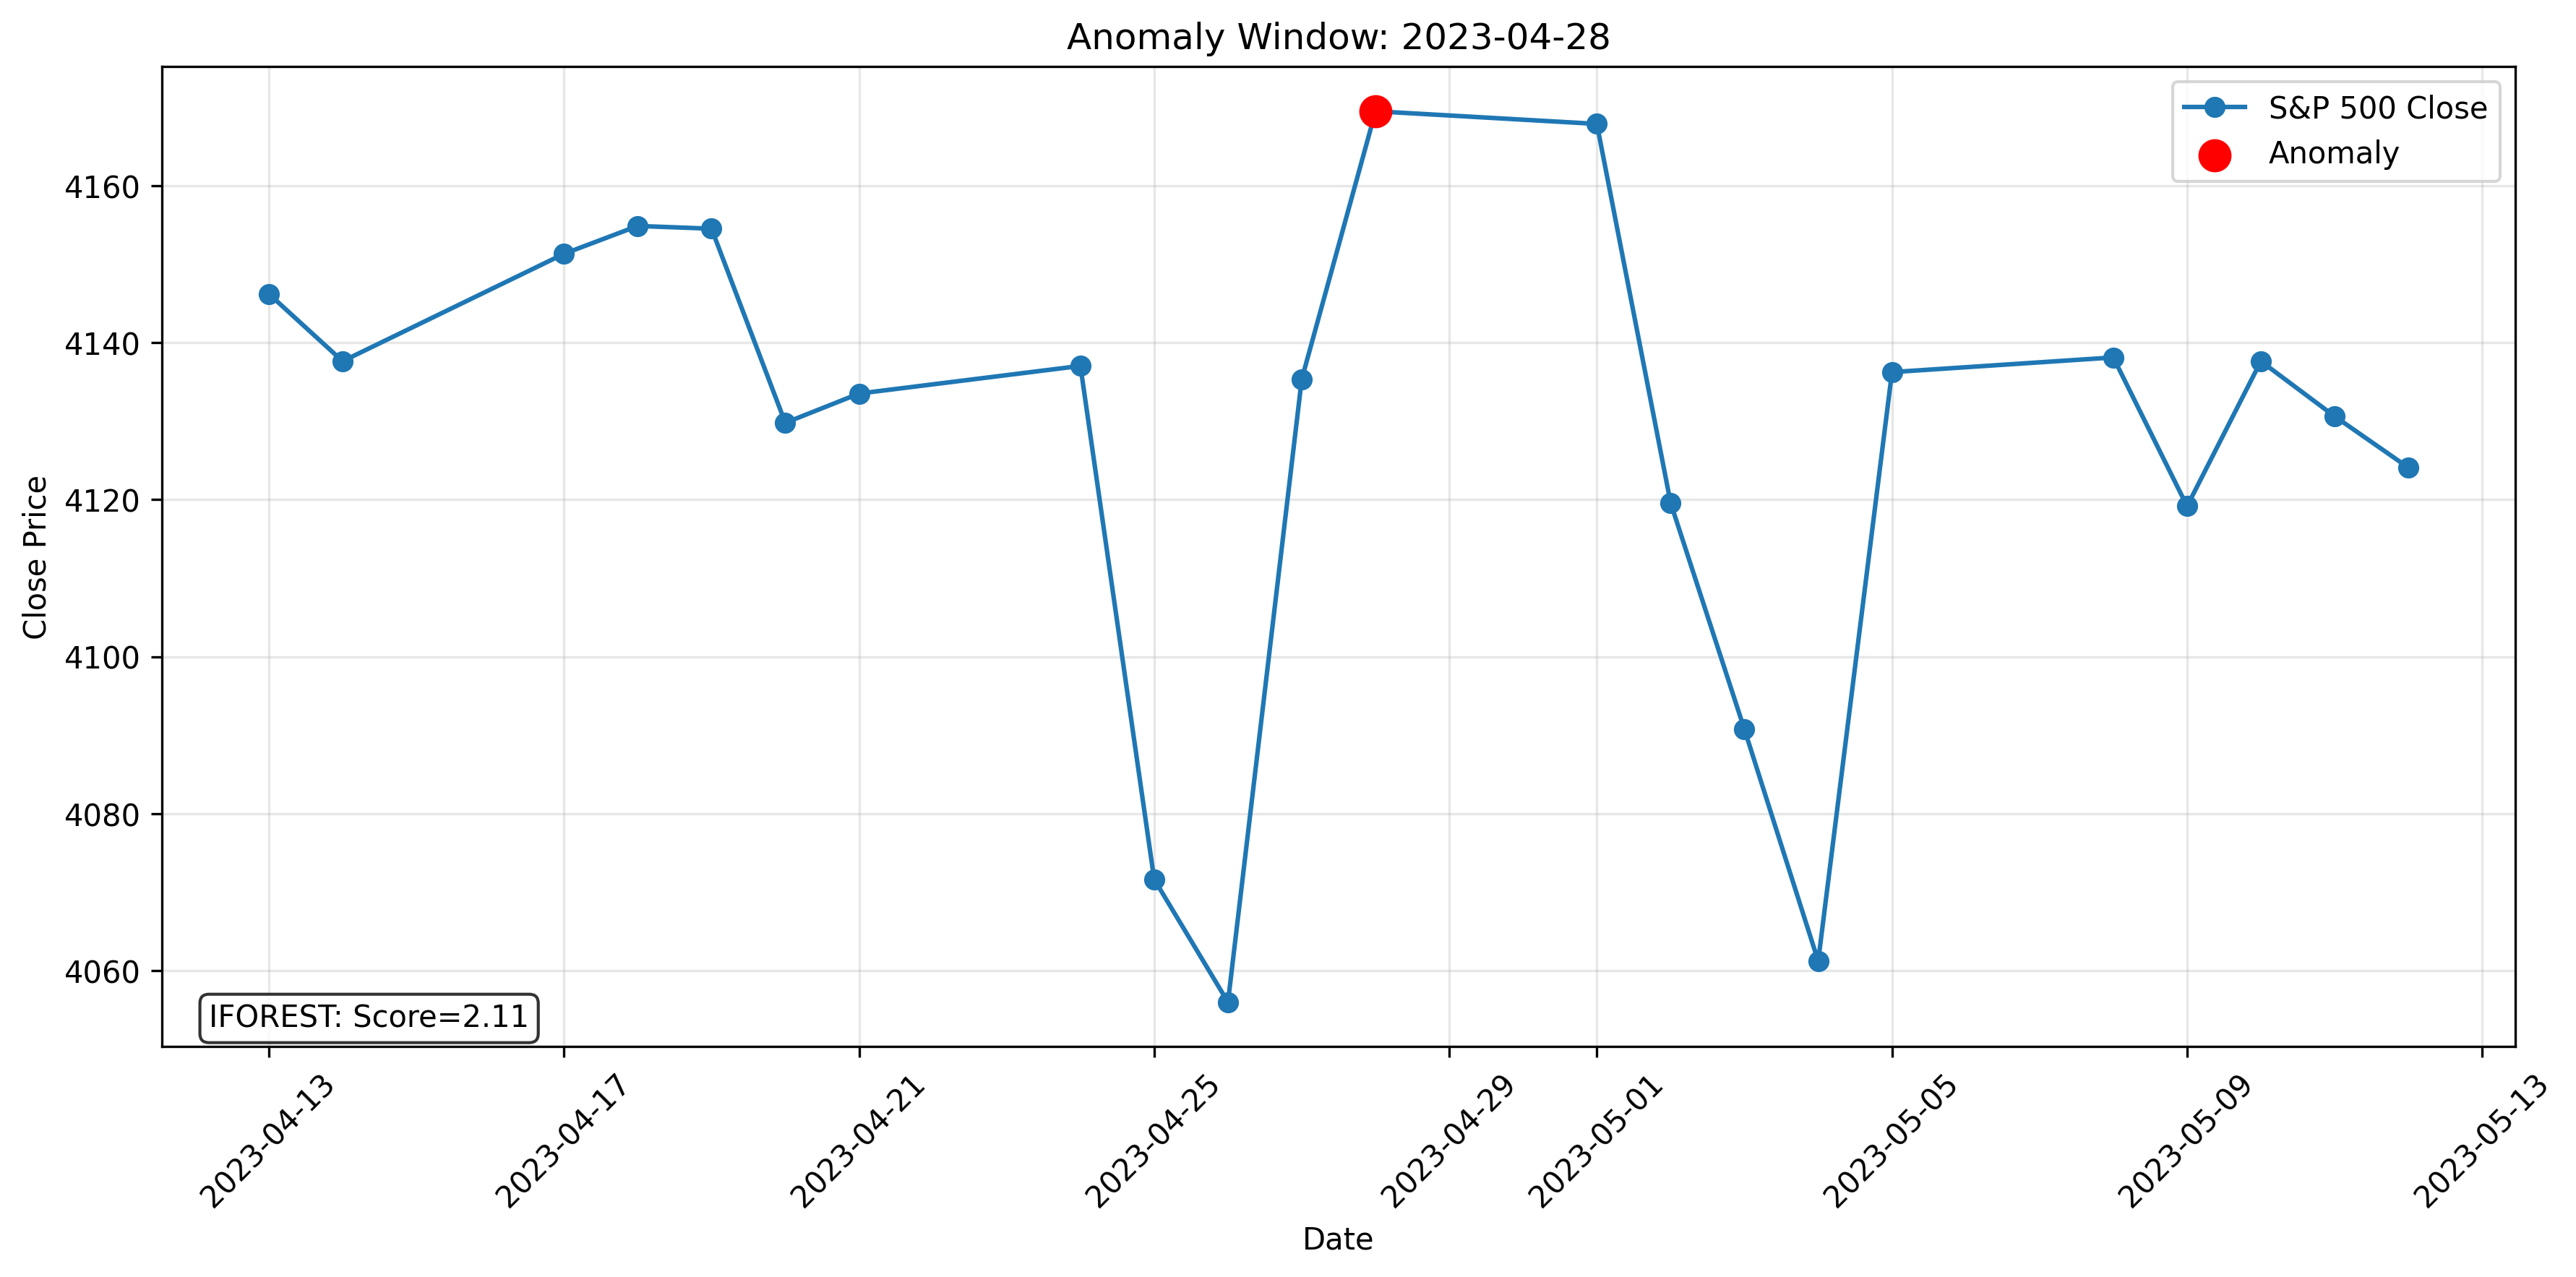 Anomaly Window: 2023-04-28
S&P 500 Close
Anomaly
4160
4140
4120
4100
4080
4060
Close Price
IFOREST: Score=2.11
2023-04-13
2023-04-17
2023-04-21
2023-04-25
2023-04-29
2023-05-01
2023-05-05
2023-05-09
2023-05-13
Date